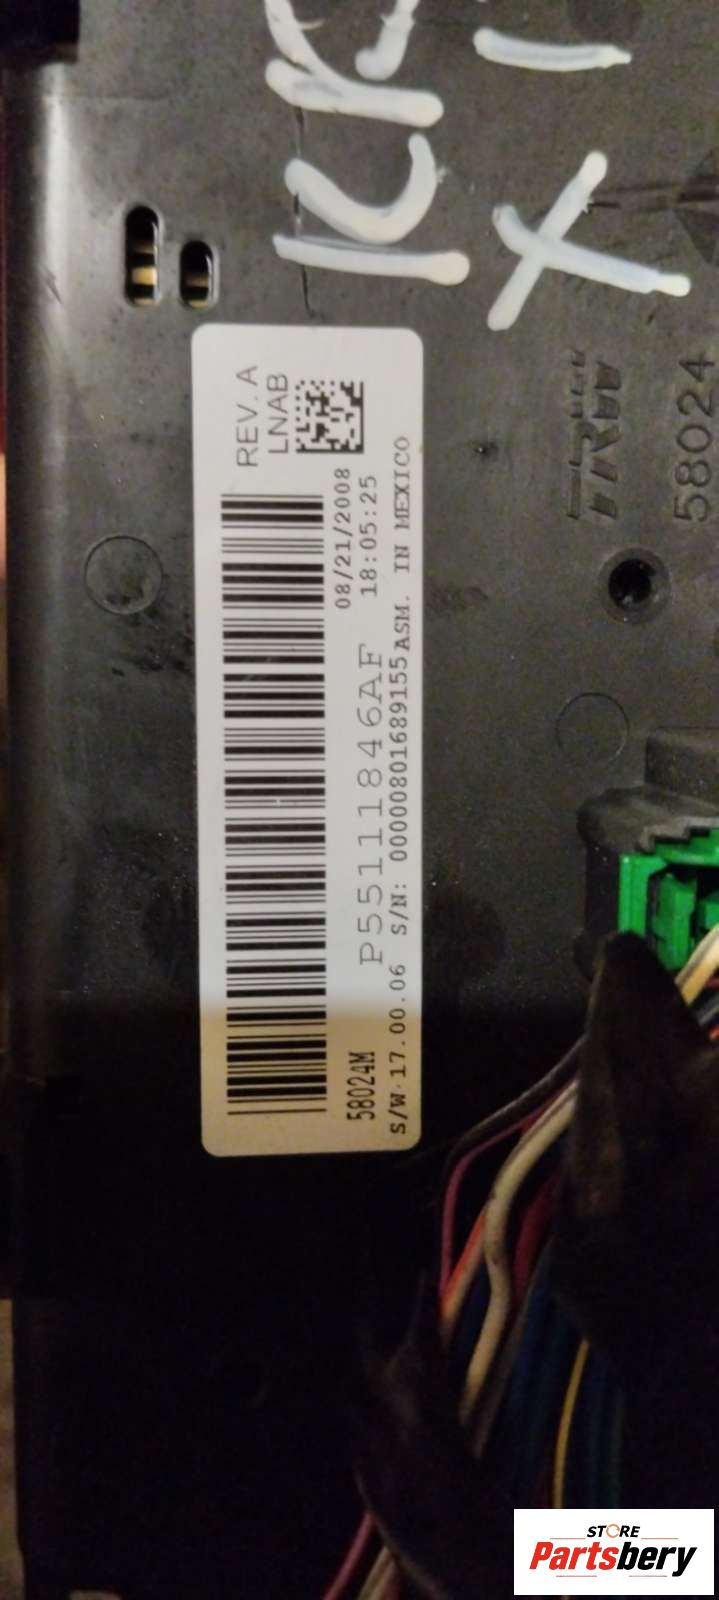 REV. A
LNAB
08/21/2008
18:05:25
P55111846AF
58024M
S/W.17.00.06 S/N: 0000080168915​5 ASM. IN MEXICO
TRW
58024
X
STORE
Partsbery